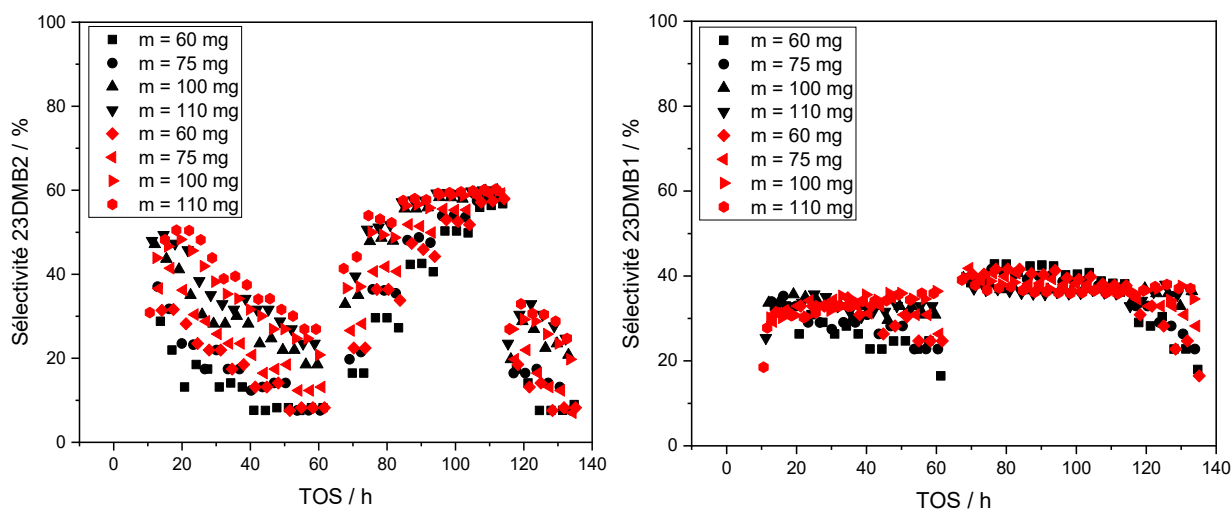 Sélectivité 23DMB2 / %
100
80
60
40
20
0
m = 60 mg
m = 75 mg
m = 100 mg
m = 110 mg
m = 60 mg
m = 75 mg
m = 100 mg
m = 110 mg
0 20 40 60 80 100 120 140
TOS / h
Sélectivité 23DMB1 / %
100
80
60
40
20
0
m = 60 mg
m = 75 mg
m = 100 mg
m = 110 mg
m = 60 mg
m = 75 mg
m = 100 mg
m = 110 mg
0 20 40 60 80 100 120 140
TOS / h